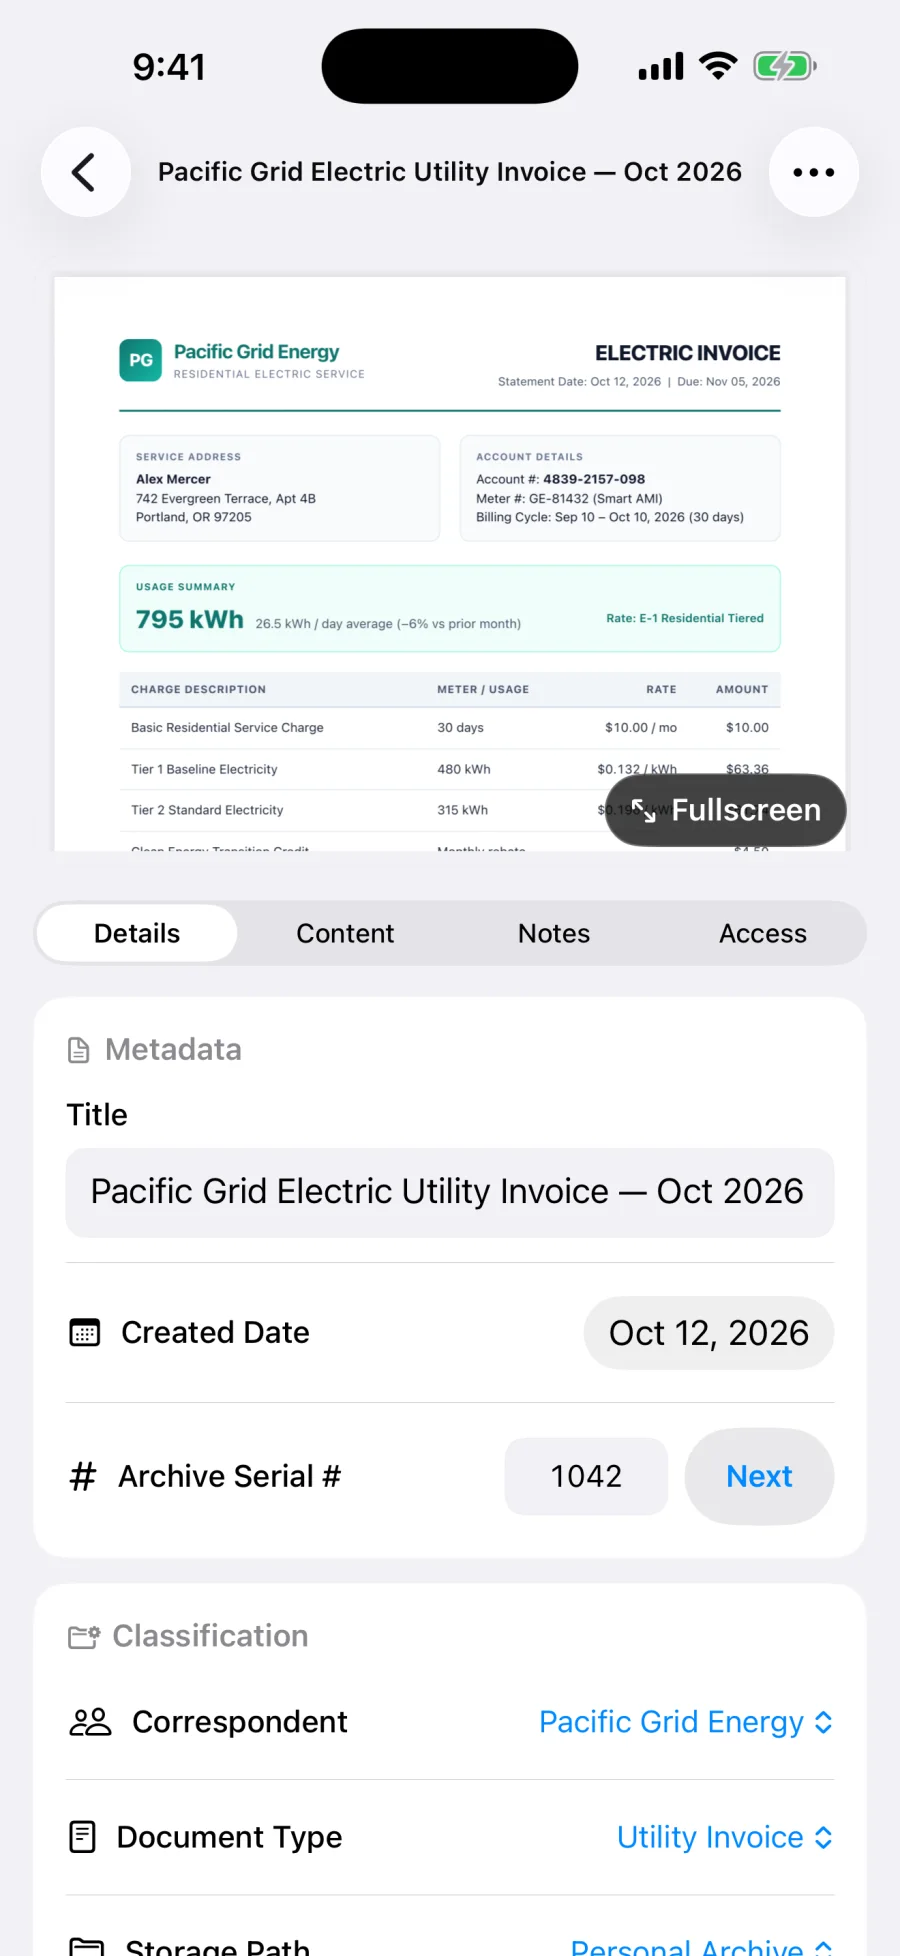 9:41
Pacific Grid Electric Utility Invoice — Oct 2026
PG
Pacific Grid Energy
RESIDENTIAL ELECTRIC SERVICE
ELECTRIC INVOICE
Statement Date: Oct 12, 2026 | Due: Nov 05, 2026
SERVICE ADDRESS
Alex Mercer
742 Evergreen Terrace, Apt 4B
Portland, OR 97205
ACCOUNT DETAILS
Account #: 4839-2157-098
Meter #: GE-81432 (Smart AMI)
Billing Cycle: Sep 10 – Oct 10, 2026 (30 days)
USAGE SUMMARY
795 kWh 26.5 kWh / day average (−6% vs prior month)
Rate: E-1 Residential Tiered
CHARGE DESCRIPTION METER / USAGE RATE AMOUNT
Basic Residential Service Charge 30 days $10.00 / mo $10.00
Tier 1 Baseline Electricity 480 kWh $0.132 / kWh $63.36
Tier 2 Standard Electricity 315 kWh
Fullscreen
Clean Energy Transition Credit Monthly rebate
Details Content Notes Access
Metadata
Title
Pacific Grid Electric Utility Invoice — Oct 2026
Created Date Oct 12, 2026
# Archive Serial # 1042 Next
Classification
Correspondent Pacific Grid Energy
Document Type Utility Invoice
Storage Path Personal Archive